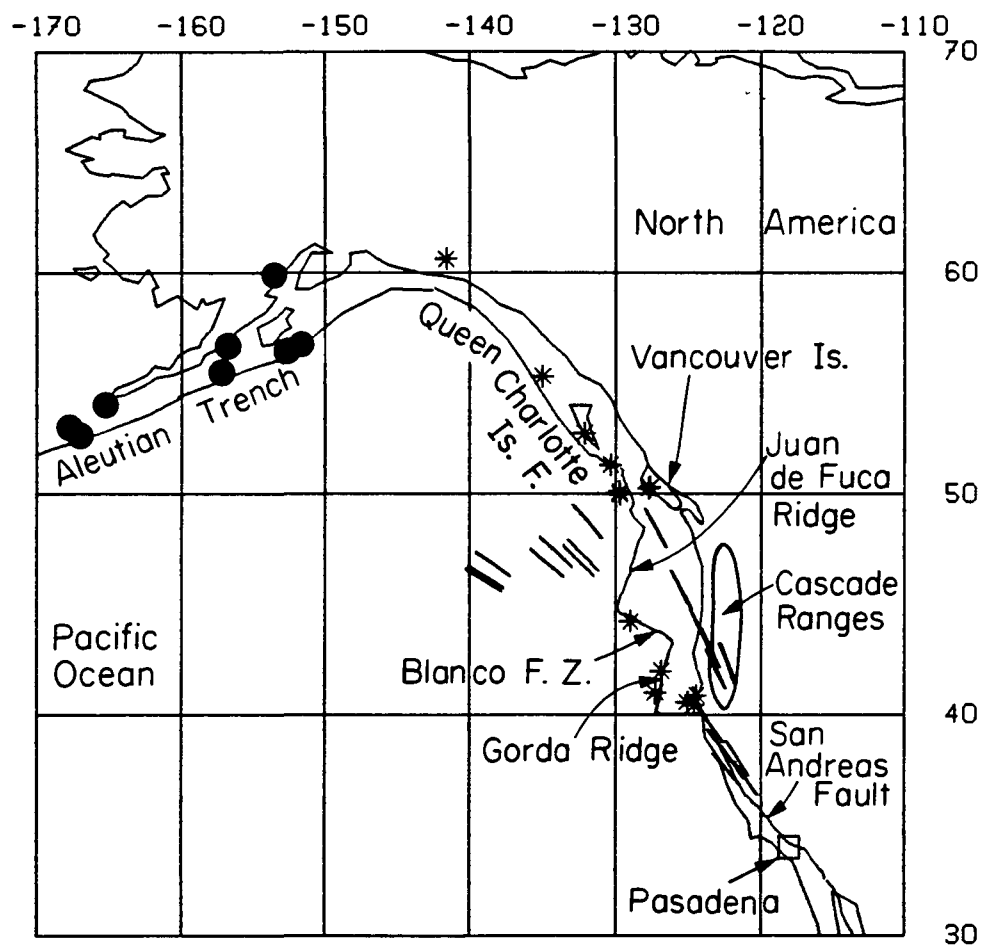 -170 -160 -150 -140 -130 -120 -110
70
North America
60
Queen Charlotte
Is. F.
Vancouver Is.
Aleutian Trench
Juan
de Fuca
Ridge
50
Cascade
Ranges
Pacific
Ocean
Blanco F. Z.
40
Gorda Ridge
San
Andreas
Fault
Pasadena
30